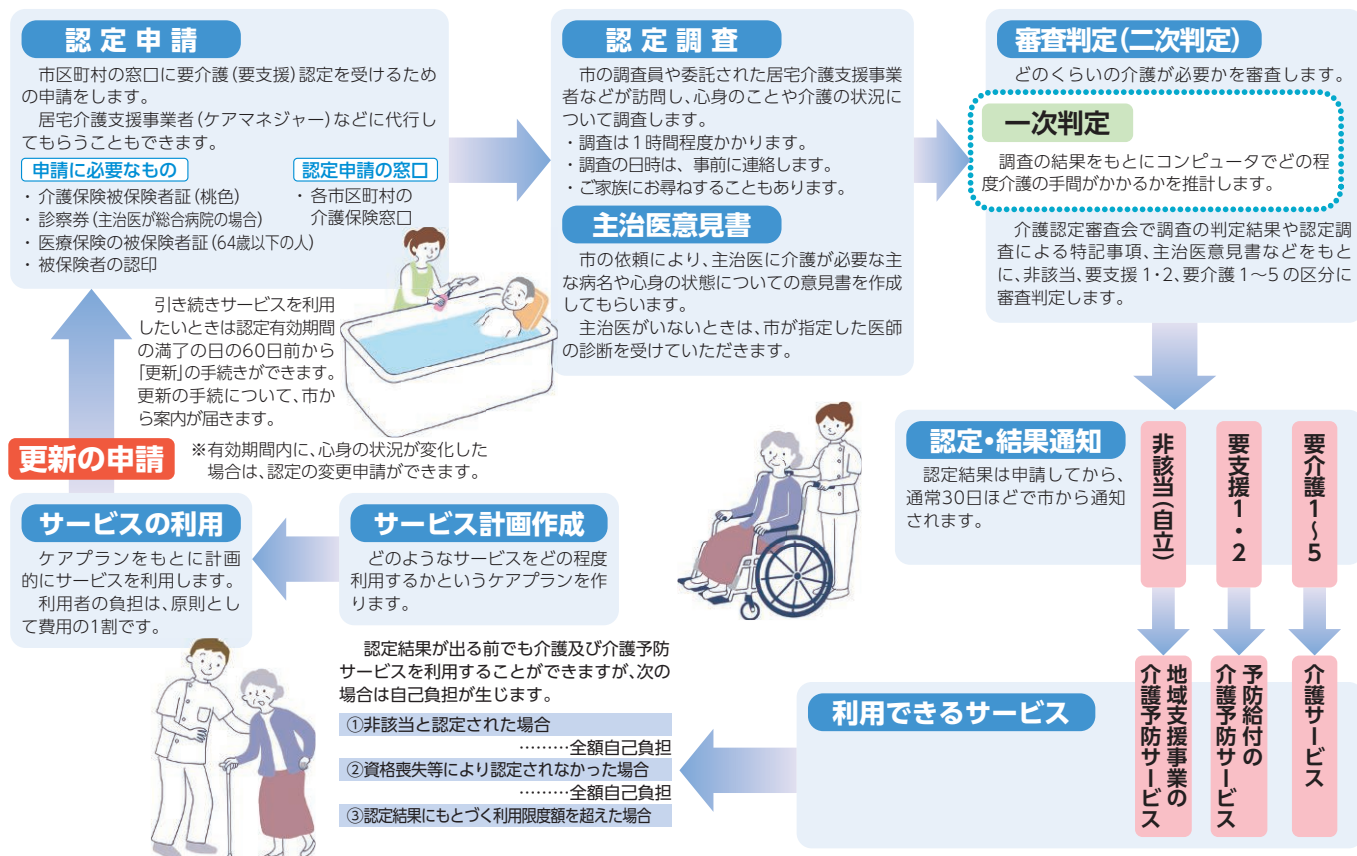 認定申請
市区町村の窓口に要介護(要支援)認定を受けるため
の申請をします。
居宅介護支援事業者(ケアマネジャー)などに代行し
てもらうこともできます。
申請に必要なもの
・介護保険被保険者証(桃色)
・診察券(主治医が総合病院の場合)
・医療保険の被保険者証(64歳以下の人)
・被保険者の認印
認定申請の窓口
・各市区町村の
介護保険窓口
認定調査
市の調査員や委託された居宅介護支援事業
者などが訪問し、心身のことや介護の状況に
ついて調査します。
・調査は1時間程度かかります。
・調査の日時は、事前に連絡します。
・ご家族にお尋ねすることもあります。
主治医意見書
市の依頼により、主治医に介護が必要な主
な病名や心身の状態についての意見書を作成
してもらいます。
主治医がいないときは、市が指定した医師
の診断を受けていただきます。
審査判定(二次判定)
どのくらいの介護が必要かを審査します。
一次判定
調査の結果をもとにコンピュータでどの程
度介護の手間がかかるかを推計します。
介護認定審査会で調査の判定結果や認定調
査による特記事項、主治医意見書などをもと
に、非該当、要支援1・2、要介護1~5の区分に
審査判定します。
認定・結果通知
認定結果は申請してから、
通常30日ほどで市から通知
されます。
非該当(自立)
要支援1・2
要介護1~5
利用できるサービス
地域支援事業の
介護予防サービス
予防給付の
介護予防サービス
介護サービス
認定結果が出る前でも介護及び介護予防
サービスを利用することができますが、次の
場合は自己負担が生じます。
①非該当と認定された場合
………全額自己負担
②資格喪失等により認定されなかった場合
………全額自己負担
③認定結果にもとづく利用限度額を超えた場合
サービス計画作成
どのようなサービスをどの程度
利用するかというケアプランを作
ります。
サービスの利用
ケアプランをもとに計画
的にサービスを利用します。
利用者の負担は、原則とし
て費用の1割です。
更新の申請
引き続きサービスを利用
したいときは認定有効期間
の満了の日の60日前から
「更新」の手続きができます。
更新の手続について、市か
ら案内が届きます。
※有効期間内に、心身の状況が変化した
場合は、認定の変更申請ができます。